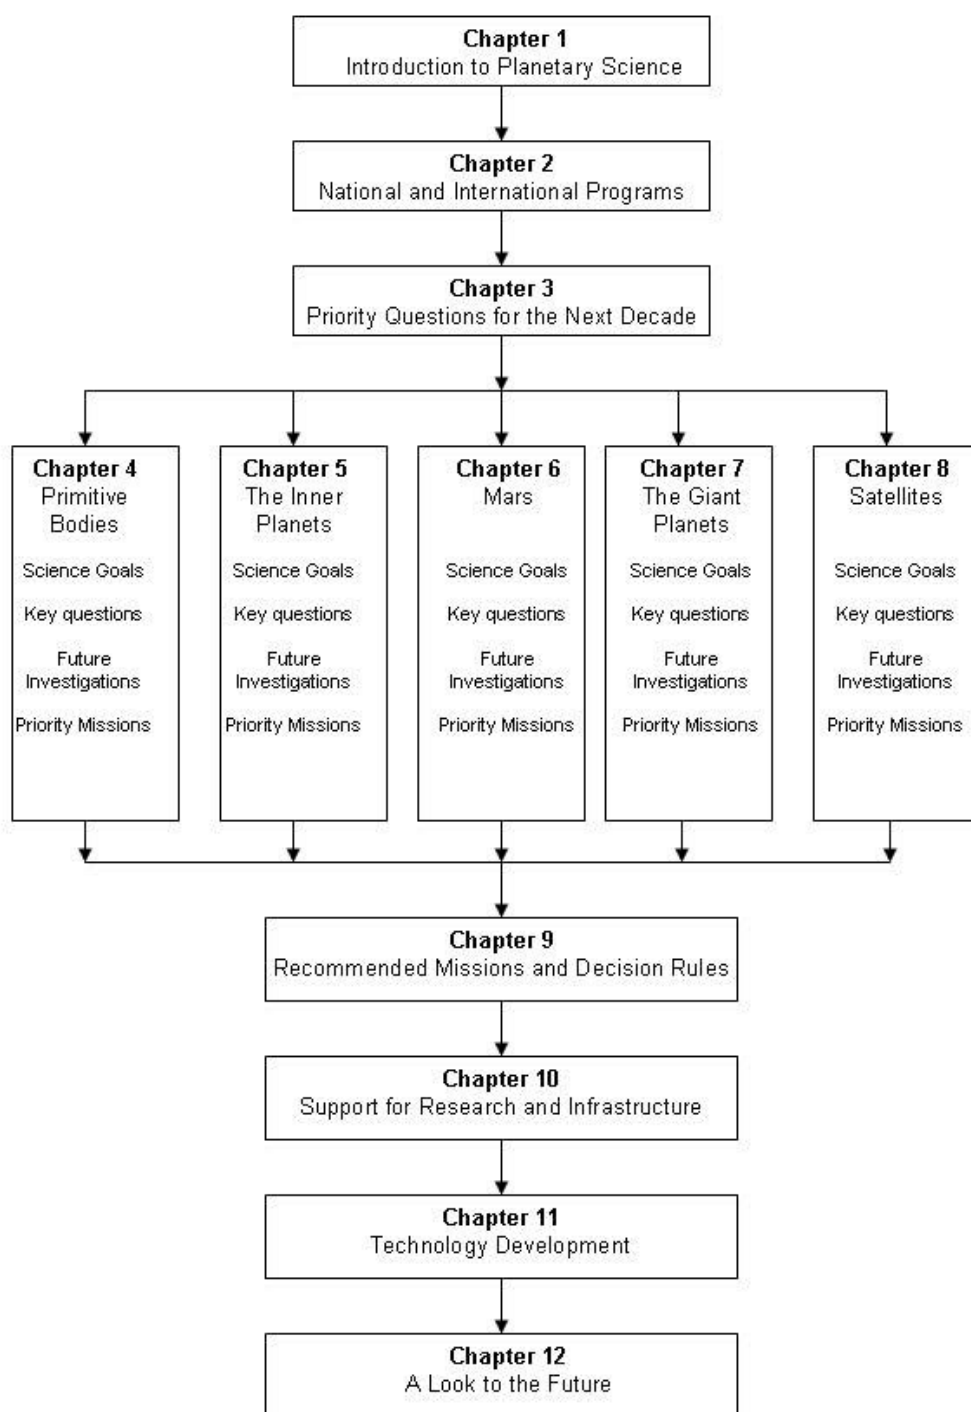 Chapter 1
Introduction to Planetary Science
Chapter 2
National and International Programs
Chapter 3
Priority Questions for the Next Decade
Chapter 4
Primitive
Bodies
Science Goals
Key questions
Future
Investigations
Priority Missions
Chapter 5
The Inner
Planets
Science Goals
Key questions
Future
Investigations
Priority Missions
Chapter 6
Mars
Science Goals
Key questions
Future
Investigations
Priority Missions
Chapter 7
The Giant
Planets
Science Goals
Key questions
Future
Investigations
Priority Missions
Chapter 8
Satellites
Science Goals
Key questions
Future
Investigations
Priority Missions
Chapter 9
Recommended Missions and Decision Rules
Chapter 10
Support for Research and Infrastructure
Chapter 11
Technology Development
Chapter 12
A Look to the Future